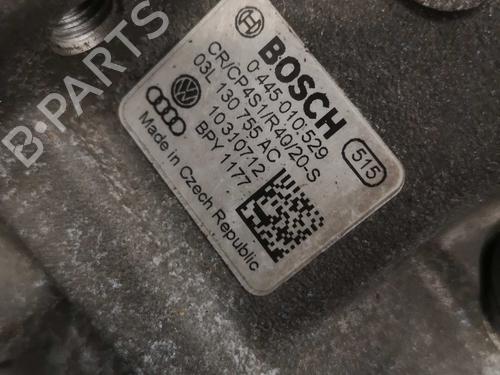 BOSCH
0 445 010 529
CR/CP4S1/R40/20-S
03L 130 755 AC
10310712
BPY 1177
Made in Czech Republic
515
B-PARTS